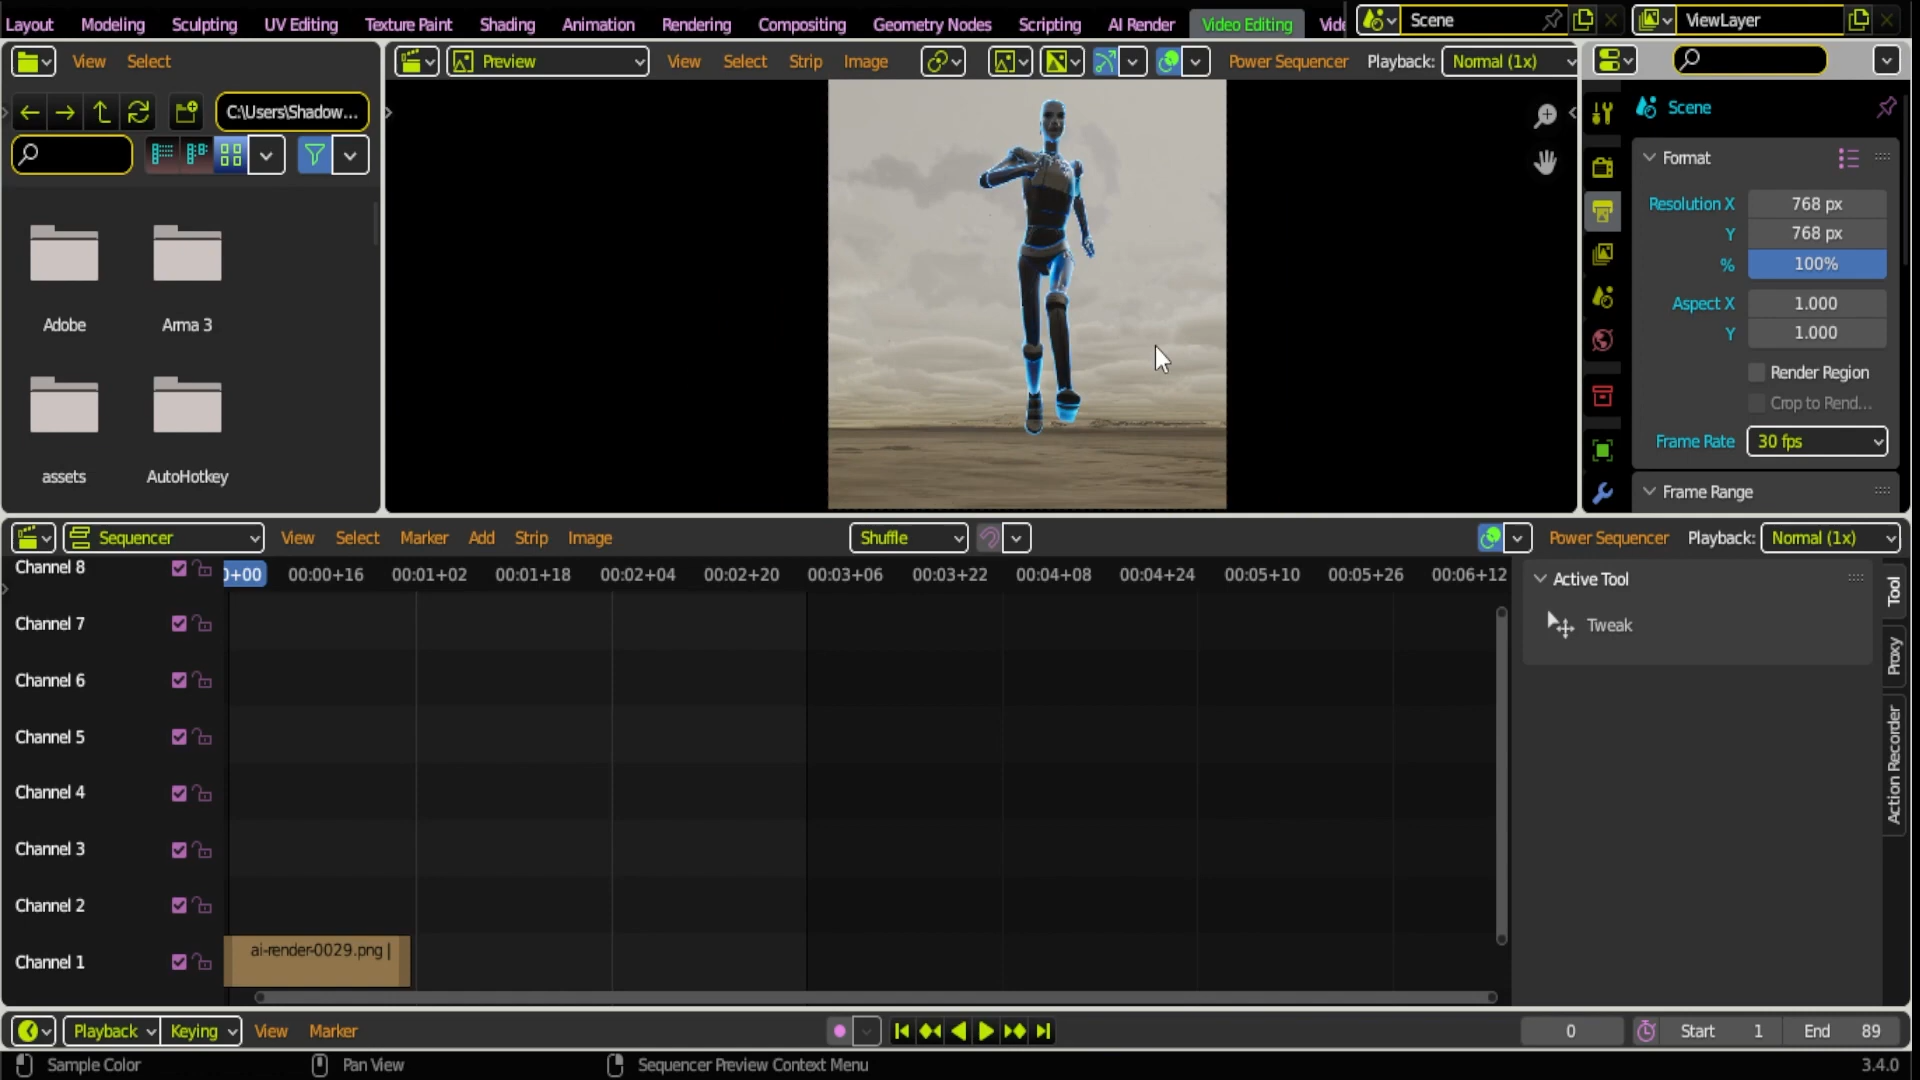 Layout Modeling Sculpting UV Editing Texture Paint Shading Animation Rendering Compositing Geometry Nodes Scripting AI Render Video Editing Vide Scene ViewLayer
View Select Preview View Select Strip Image Power Sequencer Playback: Normal (1x)
C:\Users\Shadow...
Scene
Format
Resolution X 768 px
Y 768 px
% 100%
Aspect X 1.000
Y 1.000
Render Region
Crop to Rend...
Frame Rate 30 fps
Frame Range
Adobe Arma 3
assets AutoHotkey
Sequencer View Select Marker Add Strip Image Shuffle Power Sequencer Playback: Normal (1x)
0+00 00:00+16 00:01+02 00:01+18 00:02+04 00:02+20 00:03+06 00:03+22 00:04+08 00:04+24 00:05+10 00:05+26 00:06+12
Channel 8
Channel 7
Channel 6
Channel 5
Channel 4
Channel 3
Channel 2
Channel 1
ai-render-0029.png |
Active Tool
Tweak
Tool
Proxy
Action Recorder
Playback Keying View Marker 0 Start 1 End 89
Sample Color Pan View Sequencer Preview Context Menu 3.4.0